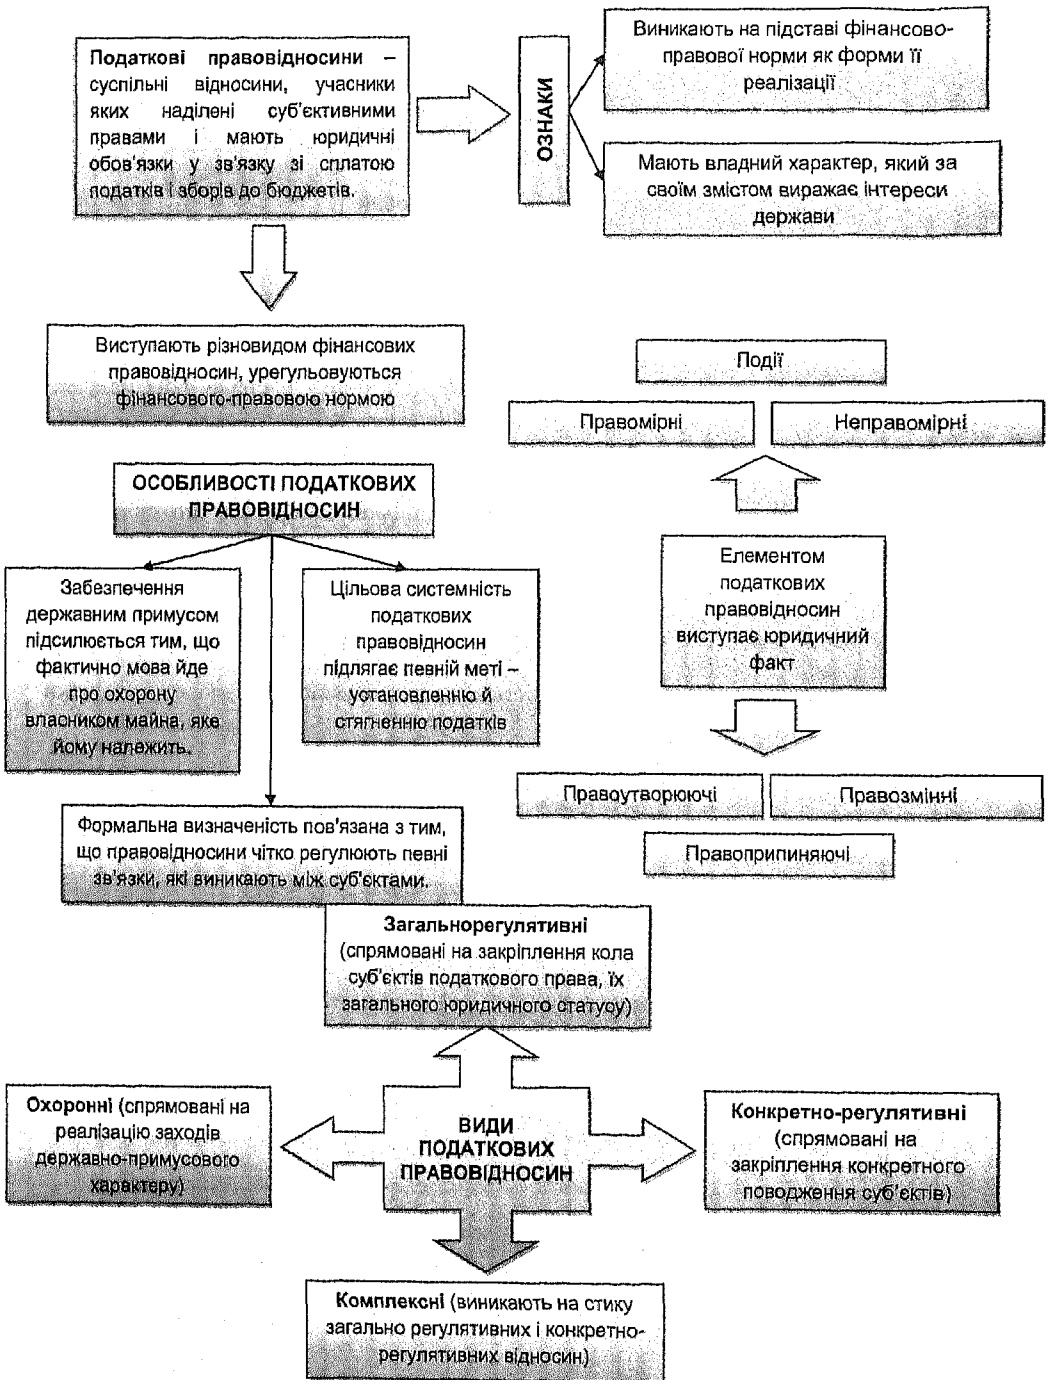 Податкові правовідносини –
суспільні відносини, учасники
яких наділені суб'єктивними
правами і мають юридичні
обов'язки у зв'язку зі сплатою
податків і зборів до бюджетів.
ОЗНАКИ
Виникають на підставі фінансово-
правової норми як форми її
реалізації
Мають владний характер, який за
своїм змістом виражає інтереси
держави
Виступають різновидом фінансових
правовідносин, урегульовуються
фінансового-правовою нормою
Події
Правомірні
Неправомірні
Елементом
податкових
правовідносин
виступає юридичний
факт
Правоутворюючі
Правозмінні
Правоприпиняючі
ОСОБЛИВОСТІ ПОДАТКОВИХ
ПРАВОВІДНОСИН
Забезпечення
державним примусом
підсилюється тим, що
фактично мова йде
про охорону
власником майна, яке
йому належить.
Цільова системність
податкових
правовідносин
підлягає певній меті –
установленню й
стягненню податків
Формальна визначеність пов'язана з тим,
що правовідносини чітко регулюють певні
зв'язки, які виникають між суб'єктами.
Загальнорегулятивні
(спрямовані на закріплення кола
суб'єктів податкового права, їх
загального юридичного статусу)
Охоронні (спрямовані на
реалізацію заходів
державно-примусового
характеру)
ВИДИ
ПОДАТКОВИХ
ПРАВОВІДНОСИН
Конкретно-регулятивні
(спрямовані на
закріплення конкретного
поводження суб'єктів)
Комплексні (виникають на стику
загально регулятивних і конкретно-
регулятивних відносин.)